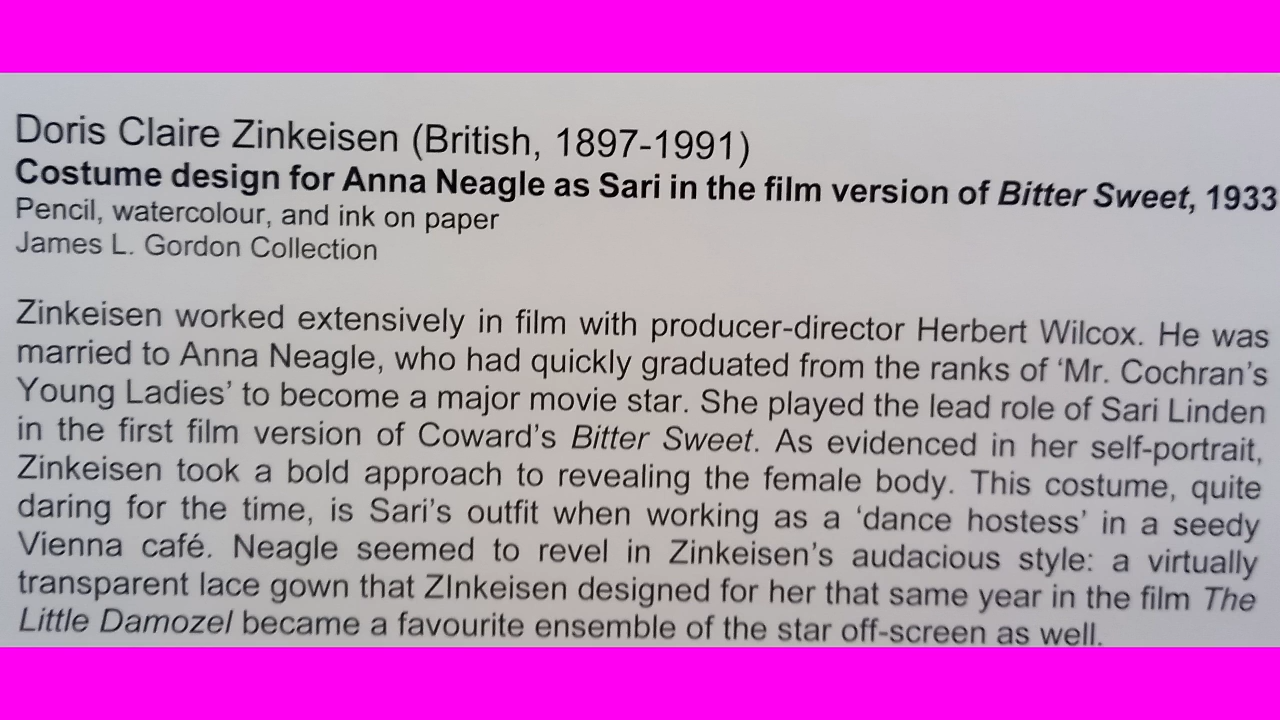 Doris Claire Zinkeisen (British, 1897-1991)
Costume design for Anna Neagle as Sari in the film version of Bitter Sweet, 1933
Pencil, watercolour, and ink on paper
James L. Gordon Collection
Zinkeisen worked extensively in film with producer-director Herbert Wilcox. He was
married to Anna Neagle, who had quickly graduated from the ranks of ‘Mr. Cochran’s
Young Ladies’ to become a major movie star. She played the lead role of Sari Linden
in the first film version of Coward’s Bitter Sweet. As evidenced in her self-portrait,
Zinkeisen took a bold approach to revealing the female body. This costume, quite
daring for the time, is Sari’s outfit when working as a ‘dance hostess’ in a seedy
Vienna café. Neagle seemed to revel in Zinkeisen’s audacious style: a virtually
transparent lace gown that ZInkeisen designed for her that same year in the film The
Little Damozel became a favourite ensemble of the star off-screen as well.